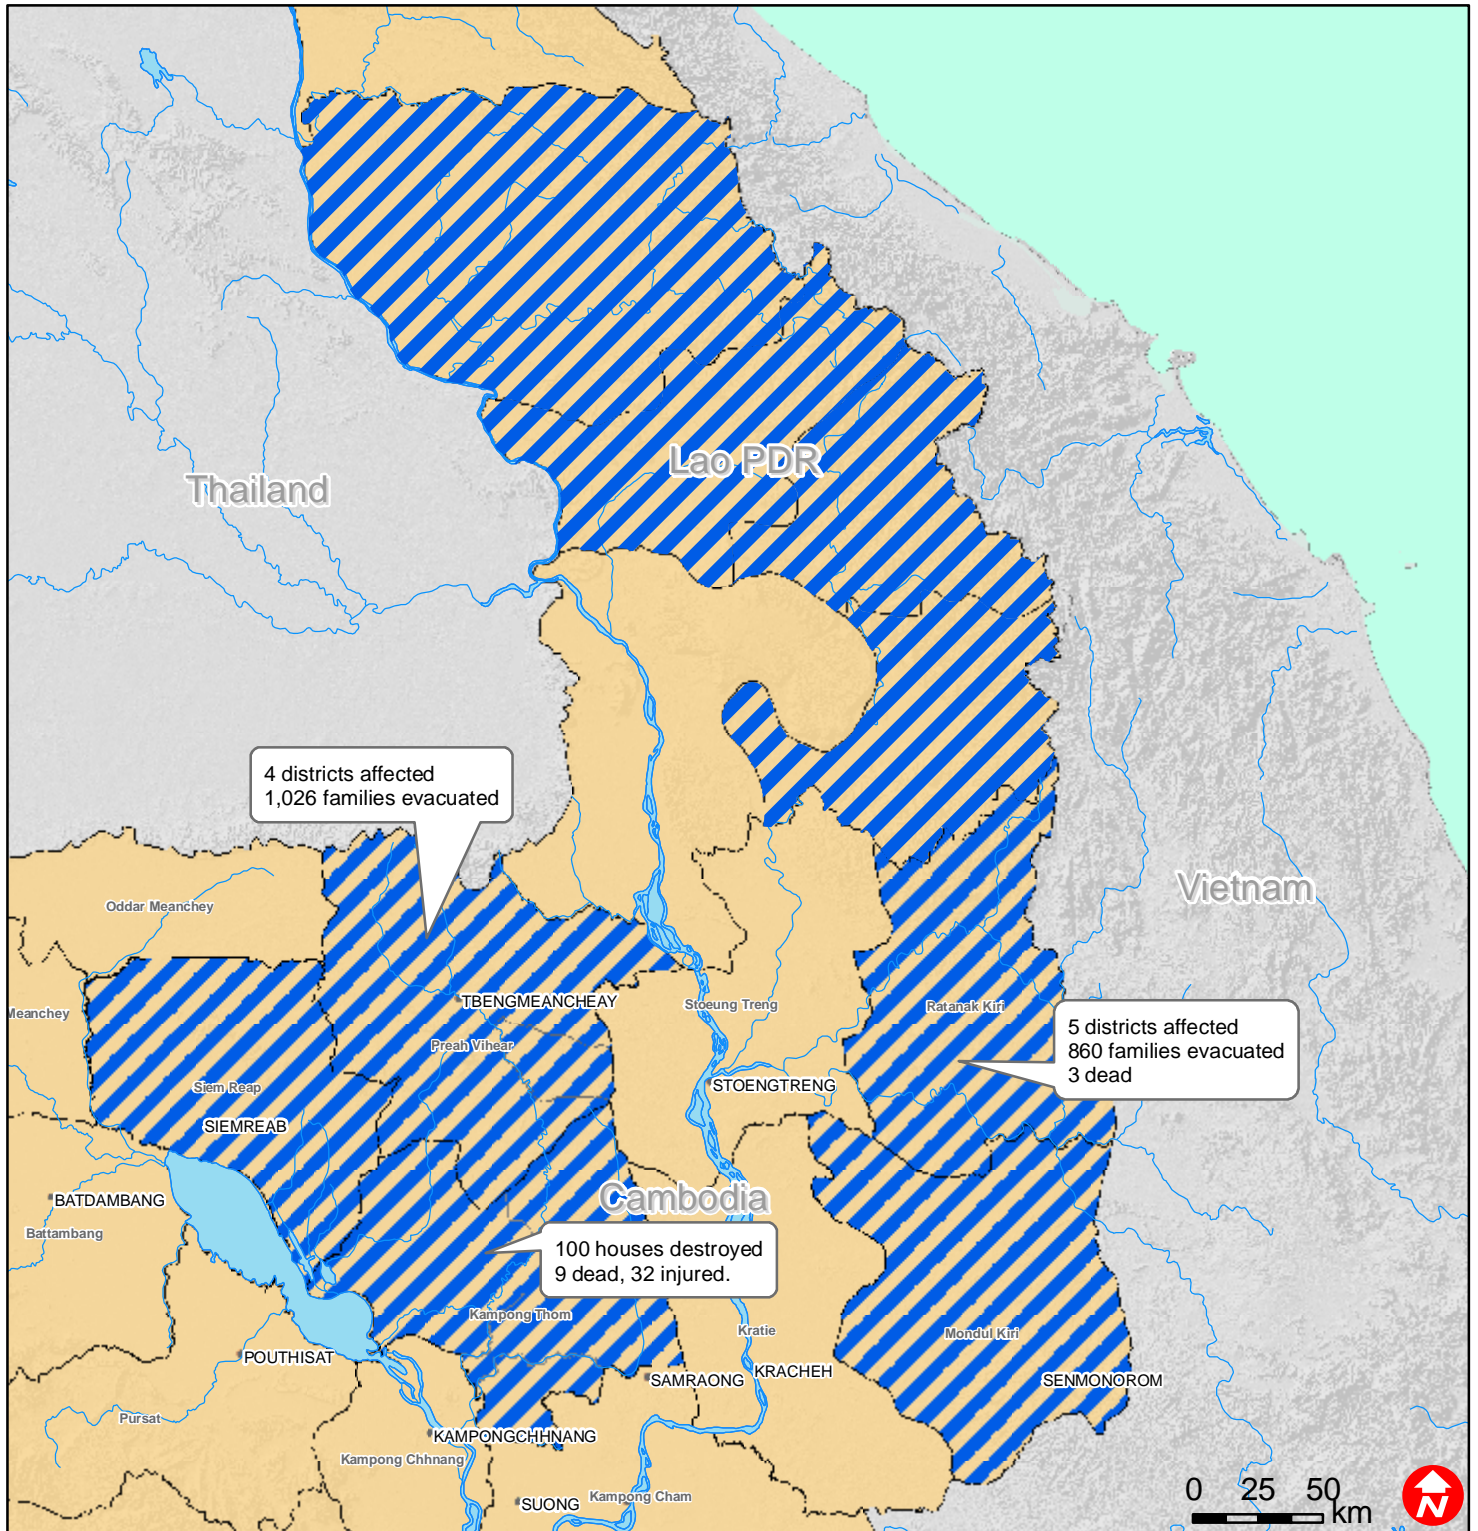 Lao PDR
Thailand
4 districts affected
1,026 families evacuated
Vietnam
Oddar Meanchey
Meanchey
TBENGMEANCHEAY
Stoeung Treng
Ratanak Kiri
Preah Vihear
5 districts affected
860 families evacuated
3 dead
Siem Reap
STOENGTRENG
SIEMREAB
BATDAMBANG
Cambodia
Battambang
100 houses destroyed
9 dead, 32 injured.
Kampong Thom
Kratie
Mondul Kiri
POUTHISAT
KRACHEH
SAMRAONG
SENMONOROM
Pursat
KAMPONGCHHNANG
Kampong Chhnang
Kampong Cham
SUONG
0 25 50
km
N